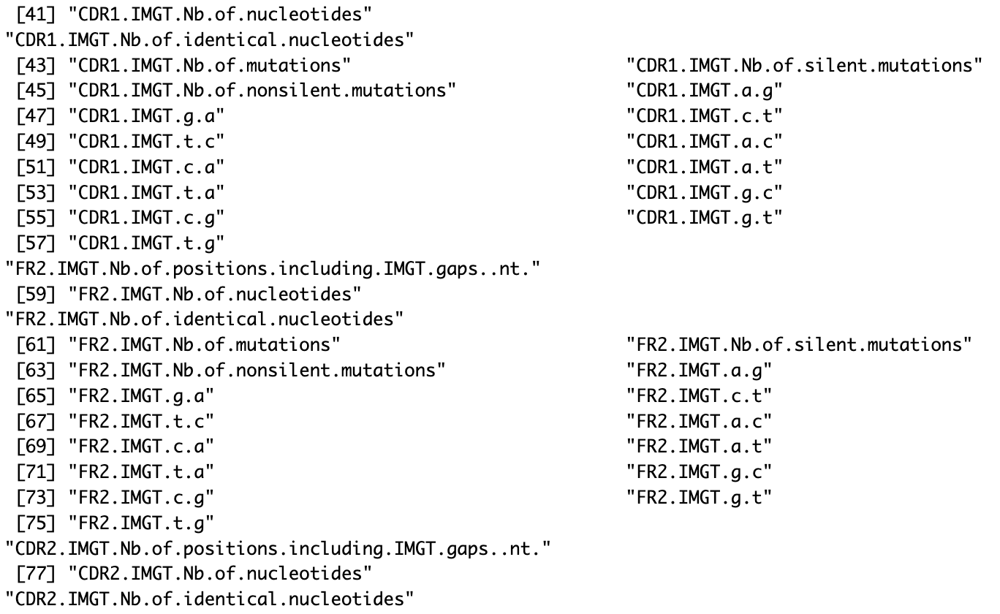 [41] "CDR1.IMGT.Nb.of.nucleotides"
"CDR1.IMGT.Nb.of.identical.nucleotides"
[43] "CDR1.IMGT.Nb.of.mutations" "CDR1.IMGT.Nb.of.silent.mutations"
[45] "CDR1.IMGT.Nb.of.nonsilent.mutations" "CDR1.IMGT.a.g"
[47] "CDR1.IMGT.g.a" "CDR1.IMGT.c.t"
[49] "CDR1.IMGT.t.c" "CDR1.IMGT.a.c"
[51] "CDR1.IMGT.c.a" "CDR1.IMGT.a.t"
[53] "CDR1.IMGT.t.a" "CDR1.IMGT.g.c"
[55] "CDR1.IMGT.c.g" "CDR1.IMGT.g.t"
[57] "CDR1.IMGT.t.g"
"FR2.IMGT.Nb.of.positions.including.IMGT.gaps..nt."
[59] "FR2.IMGT.Nb.of.nucleotides"
"FR2.IMGT.Nb.of.identical.nucleotides"
[61] "FR2.IMGT.Nb.of.mutations" "FR2.IMGT.Nb.of.silent.mutations"
[63] "FR2.IMGT.Nb.of.nonsilent.mutations" "FR2.IMGT.a.g"
[65] "FR2.IMGT.g.a" "FR2.IMGT.c.t"
[67] "FR2.IMGT.t.c" "FR2.IMGT.a.c"
[69] "FR2.IMGT.c.a" "FR2.IMGT.a.t"
[71] "FR2.IMGT.t.a" "FR2.IMGT.g.c"
[73] "FR2.IMGT.c.g" "FR2.IMGT.g.t"
[75] "FR2.IMGT.t.g"
"CDR2.IMGT.Nb.of.positions.including.IMGT.gaps..nt."
[77] "CDR2.IMGT.Nb.of.nucleotides"
"CDR2.IMGT.Nb.of.identical.nucleotides"